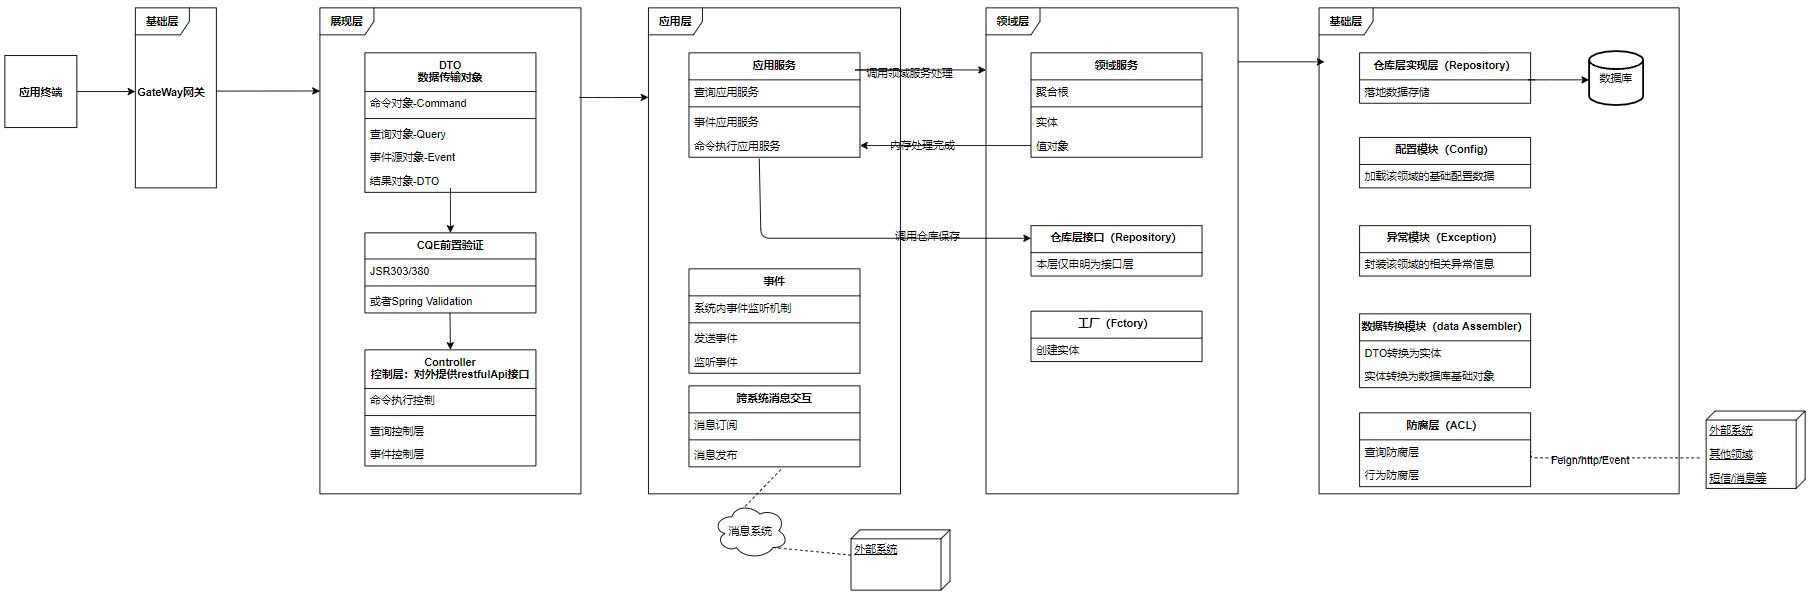 应用终端
基础层
GateWay网关
展现层
DTO
数据传输对象
命令对象-Command
查询对象-Query
事件源对象-Event
结果对象-DTO
CQE前置验证
JSR303/380
或者Spring Validation
Controller
控制层：对外提供restfulApi接口
命令执行控制
查询控制层
事件控制层
应用层
应用服务
查询应用服务
事件应用服务
命令执行应用服务
事件
系统内事件监听机制
发送事件
监听事件
跨系统消息交互
消息订阅
消息发布
消息系统
外部系统
调用领域服务处理
内存处理完成
调用仓库保存
领域层
领域服务
聚合根
实体
值对象
仓库层接口（Repository）
本层仅申明为接口层
工厂（Fctory）
创建实体
基础层
仓库层实现层（Repository）
落地数据存储
数据库
配置模块（Config）
加载该领域的基础配置数据
异常模块（Exception）
封装该领域的相关异常信息
数据转换模块（data Assembler）
DTO转换为实体
实体转换为数据库基础对象
防腐层（ACL）
查询防腐层
行为防腐层
Feign/http/Event
外部系统
其他领域
短信/消息等